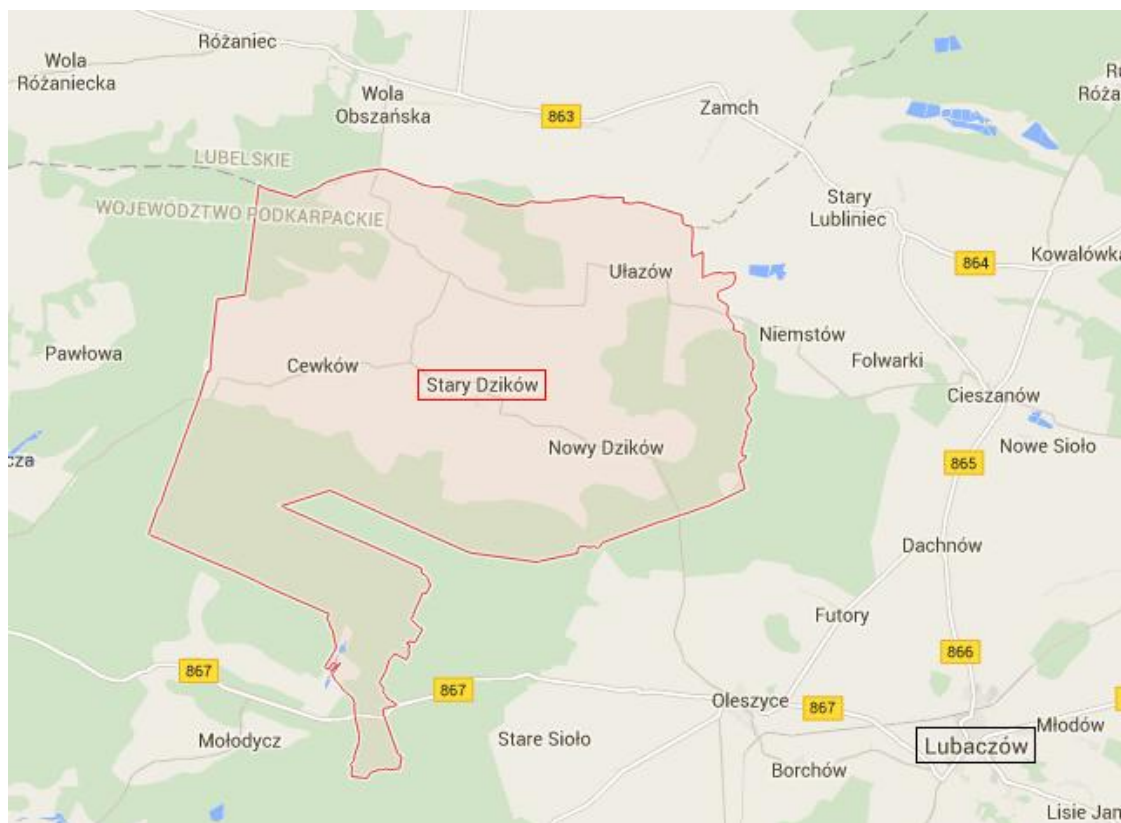 Różaniec
Wola
Różaniecka
Wola
Obszańska
863
Zamch
Ru
Róża
LUBELSKIE
WOJEWÓDZTWO PODKARPACKIE
Stary
Lubliniec
Kowalówka
864
Ułazów
Niemstów
Pawłowa
Cewków
Folwarki
Stary Dzików
Cieszanów
Nowy Dzików
Nowe Sioło
cza
865
Dachnów
Futory
866
867
867
Oleszyce
867
Młodów
Mołodycz
Stare Sioło
Lubaczów
Borchów
Lisie Jam